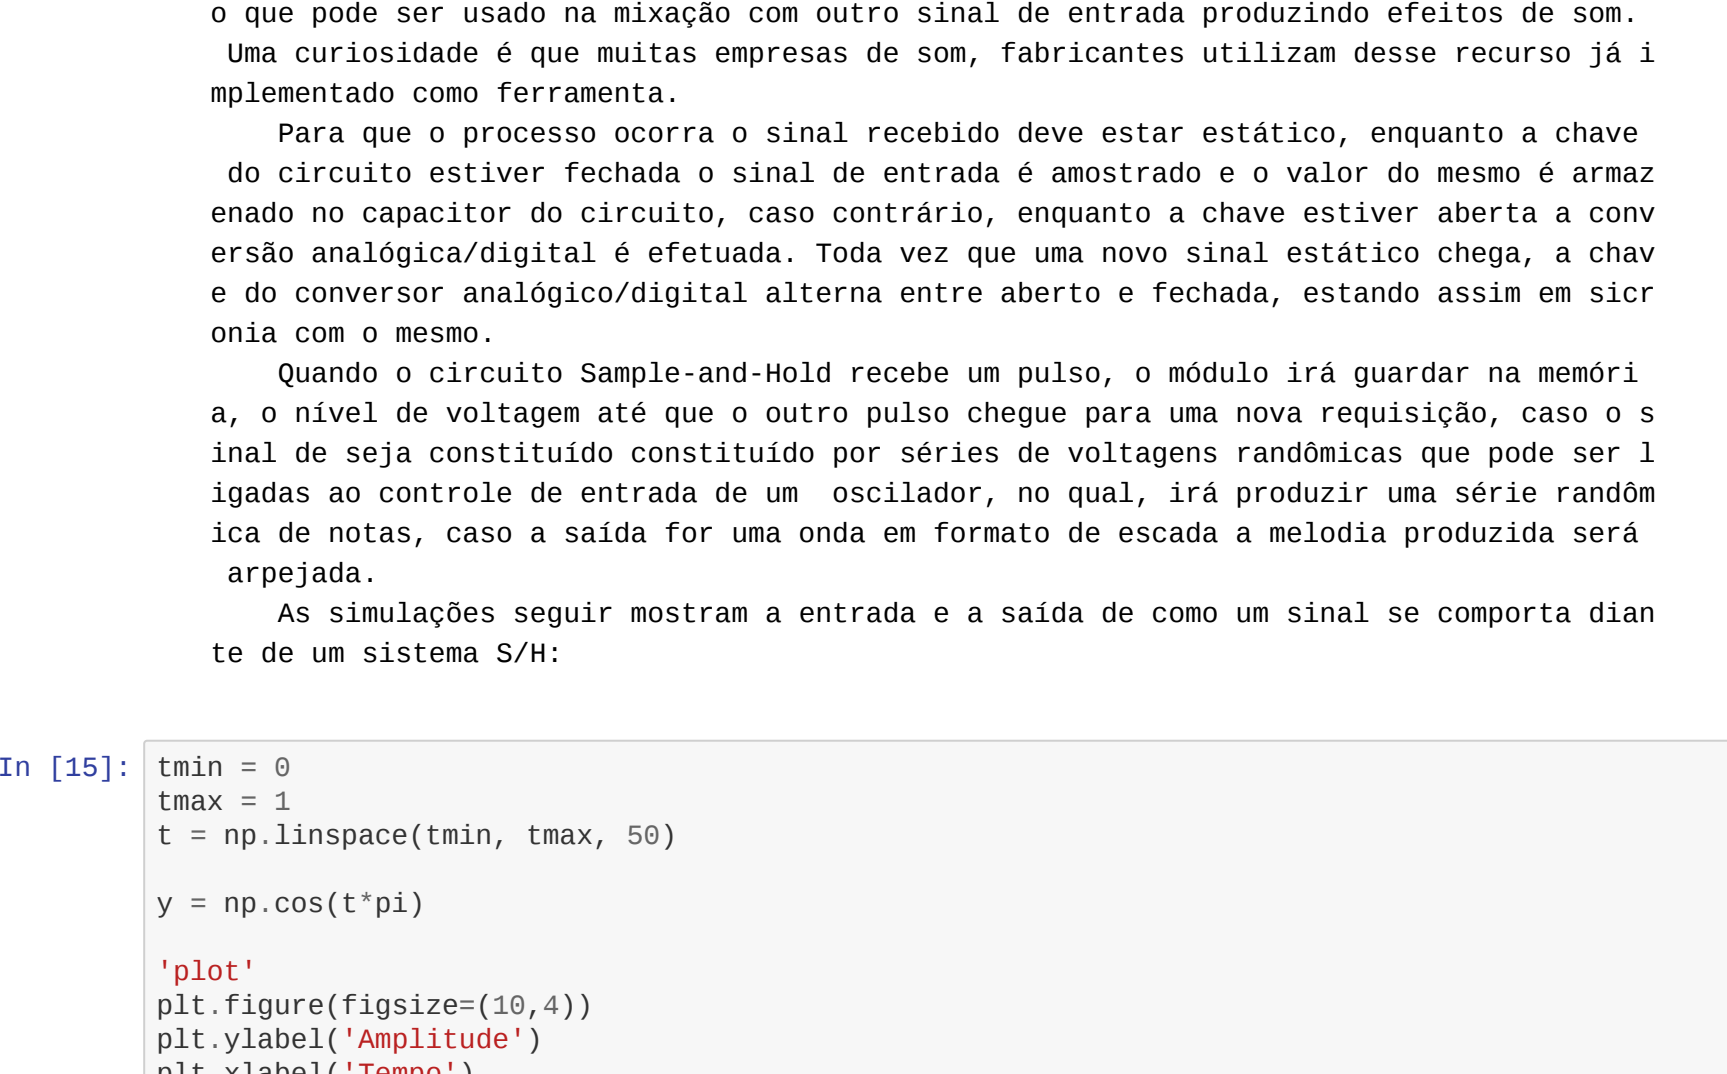 o que pode ser usado na mixação com outro sinal de entrada produzindo efeitos de som.
Uma curiosidade é que muitas empresas de som, fabricantes utilizam desse recurso já i
mplementado como ferramenta.
Para que o processo ocorra o sinal recebido deve estar estático, enquanto a chave
do circuito estiver fechada o sinal de entrada é amostrado e o valor do mesmo é armaz
enado no capacitor do circuito, caso contrário, enquanto a chave estiver aberta a conv
ersão analógica/digital é efetuada. Toda vez que uma novo sinal estático chega, a chav
e do conversor analógico/digital alterna entre aberto e fechada, estando assim em sicr
onia com o mesmo.
Quando o circuito Sample-and-Hold recebe um pulso, o módulo irá guardar na memóri
a, o nível de voltagem até que o outro pulso chegue para uma nova requisição, caso o s
inal de seja constituído constituído por séries de voltagens randômicas que pode ser l
igadas ao controle de entrada de um  oscilador, no qual, irá produzir uma série randôm
ica de notas, caso a saída for uma onda em formato de escada a melodia produzida será
arpejada.
As simulações seguir mostram a entrada e a saída de como um sinal se comporta dian
te de um sistema S/H:
In [15]: tmin = 0
tmax = 1
t = np.linspace(tmin, tmax, 50)
y = np.cos(t*pi)
'plot'
plt.figure(figsize=(10,4))
plt.ylabel('Amplitude')
plt.xlabel('Tempo')